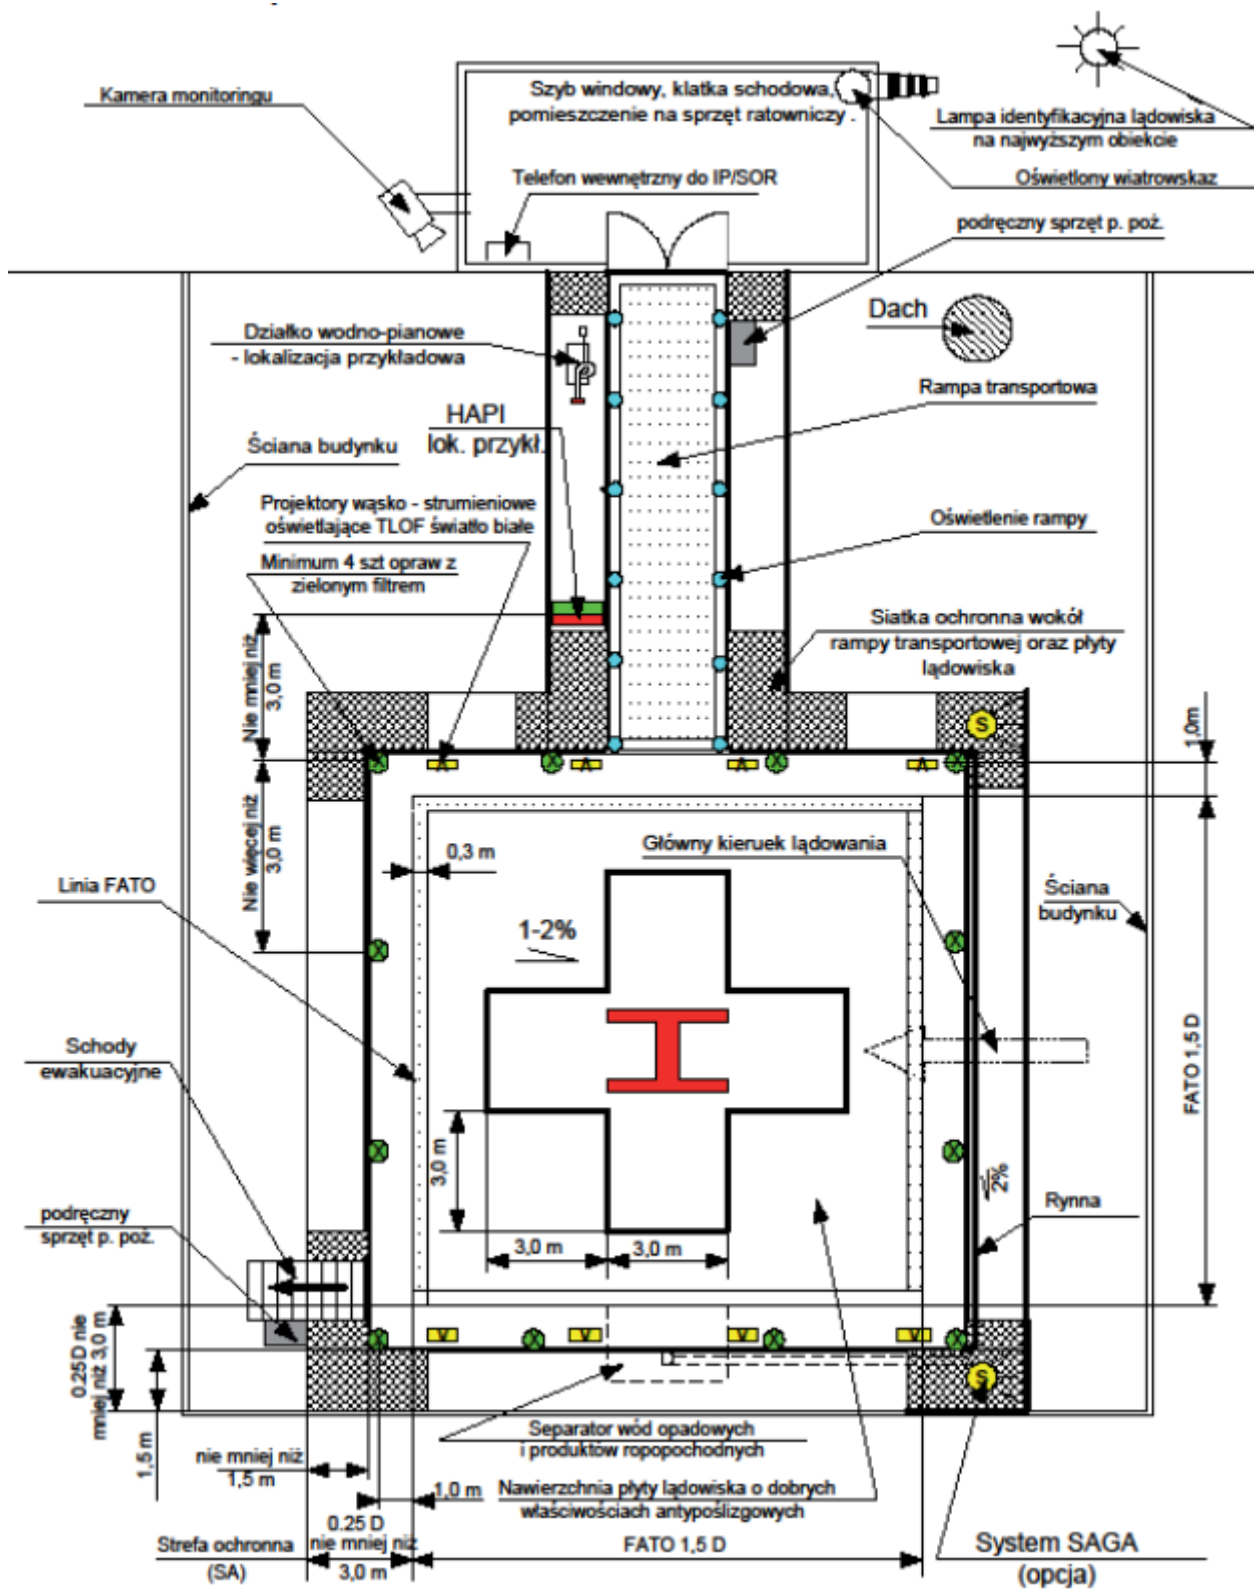 Kamera monitoringu
Szyb windowy, klatka schodowa,
pomieszczenie na sprzęt ratowniczy .
Lampa identyfikacyjna lądowiska
na najwyższym obiekcie
Telefon wewnętrzny do IP/SOR
Oświetlony wiatrowskaz
podręczny sprzęt p. poż.
Dach
Działko wodno-pianowe
- lokalizacja przykładowa
Rampa transportowa
HAPI
lok. przykł.
Ściana budynku
Projektory wąsko - strumieniowe
oświetlające TLOF światło białe
Oświetlenie rampy
Minimum 4 szt opraw z
zielonym filtrem
Siatka ochronna wokół
rampy transportowej oraz płyty
lądowiska
Nie mniej niż
3,0 m
S
1,0m
X X X X
Nie więcej niż
3,0 m
Główny kieruek lądowania
0,3 m
Linia FATO
Ściana
budynku
1-2%
X X
H
Schody
ewakuacyjne
FATO 1,5 D
3,0 m
X X
2%
Rynna
podręczny
sprzęt p. poż.
3,0 m
3,0 m
0.25D nie
mniej niż 3,0 m
X V X V V X V X
S
1,5 m
Separator wód opadowych
i produktów ropopochodnych
nie mniej niż
1,5 m
1,0 m
Nawierzchnia płyty lądowiska o dobrych
właściwościach antypoślizgowych
Strefa ochronna
(SA)
0.25 D
nie mniej niż
3,0 m
FATO 1,5 D
System SAGA
(opcja)